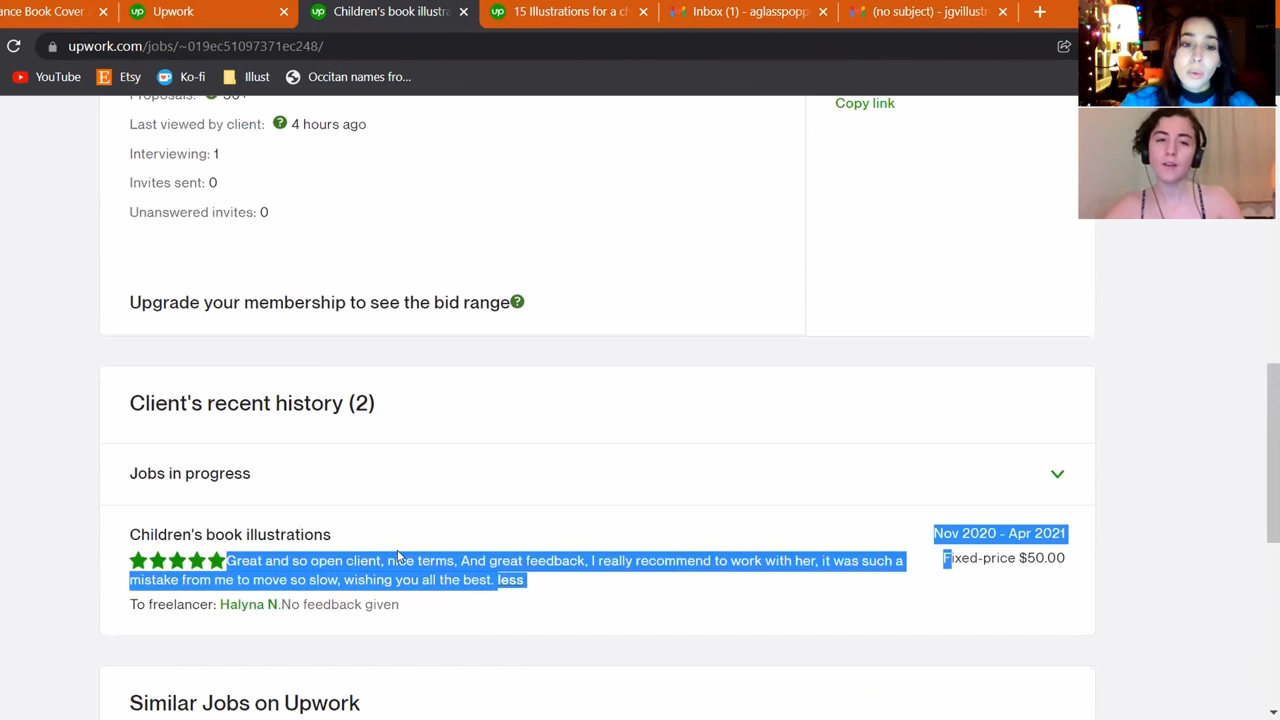 ance Book Cover J
Upwork
Children's book illustra
15 Illustrations for a ch
Inbox (1) - aglasspopp
(no subject) - jgvillustr
upwork.com/jobs/~019ec51097371ec248/
YouTube
Etsy
Ko-fi
Illust
Occitan names fro...
Copy link
Last viewed by client: 4 hours ago
Interviewing: 1
Invites sent: 0
Unanswered invites: 0
Upgrade your membership to see the bid range
Client's recent history (2)
Jobs in progress
Children's book illustrations
Nov 2020 - Apr 2021
Great and so open client, nice terms, And great feedback, I really recommend to work with her, it was such a
mistake from me to move so slow, wishing you all the best. less
Fixed-price $50.00
To freelancer: Halyna N. No feedback given
Similar Jobs on Upwork